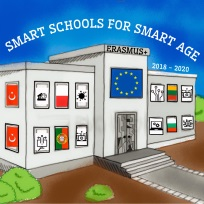 SMART SCHOOLS FOR SMART AGE
ERASMUS+
2018 - 2020